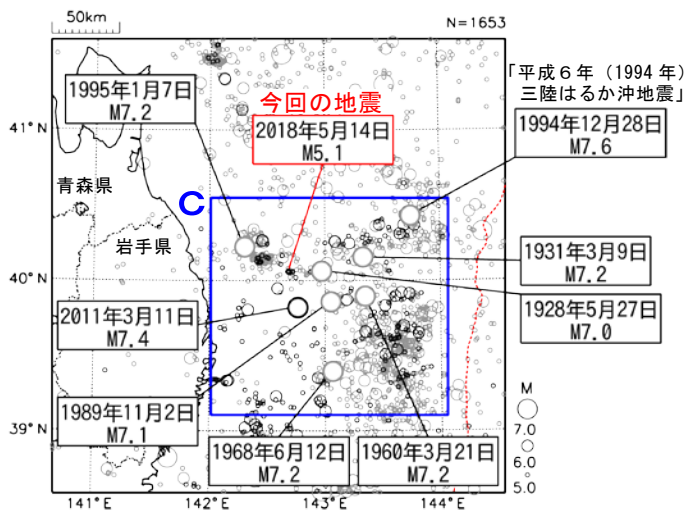 50km
N=1653
「平成６年（1994 年）
三陸はるか沖地震」
1995年1月7日
M7.2
今回の地震
2018年5月14日
M5.1
1994年12月28日
M7.6
41°N
青森県
C
岩手県
1931年3月9日
M7.2
40°N
1928年5月27日
M7.0
2011年3月11日
M7.4
1989年11月2日
M7.1
M
7.0
6.0
5.0
39°N
1968年6月12日
M7.2
1960年3月21日
M7.2
141°E
142°E
143°E
144°E